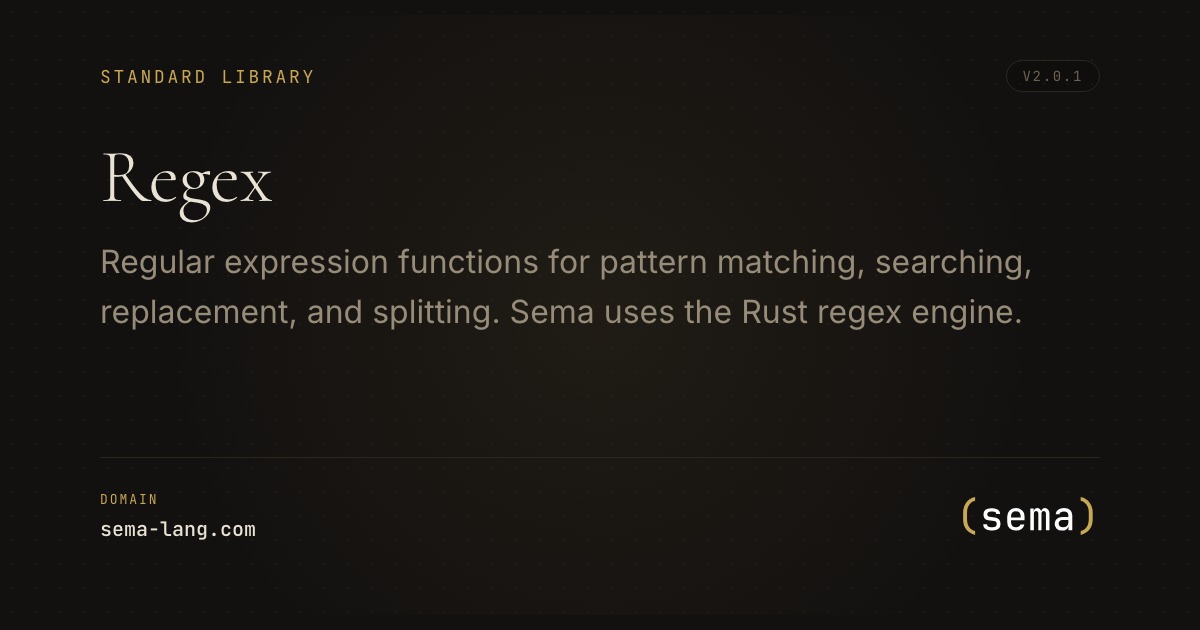 STANDARD LIBRARY
V2.0.1
Regex
Regular expression functions for pattern matching, searching,
replacement, and splitting. Sema uses the Rust regex engine.
DOMAIN
sema-lang.com
(sema)